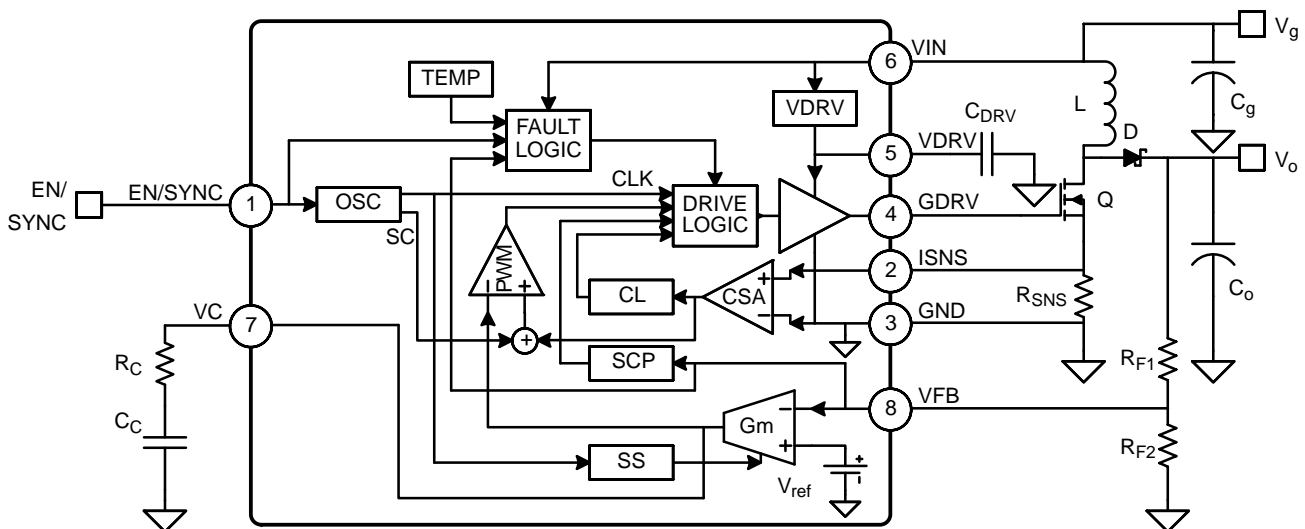 VIN
6
Vg
TEMP
FAULT
LOGIC
VDRV
CDRV
L
Cg
D
VDRV
5
Vo
EN/
SYNC
EN/SYNC
1
OSC
CLK
SC
DRIVE
LOGIC
4
GDRV
Q
PWM
− +
CL
CSA
+
−
2
ISNS
RSNS
Co
VC
7
3
GND
+
SCP
RC
CC
RF1
8
VFB
Gm
−
+
SS
Vref
+
−
RF2